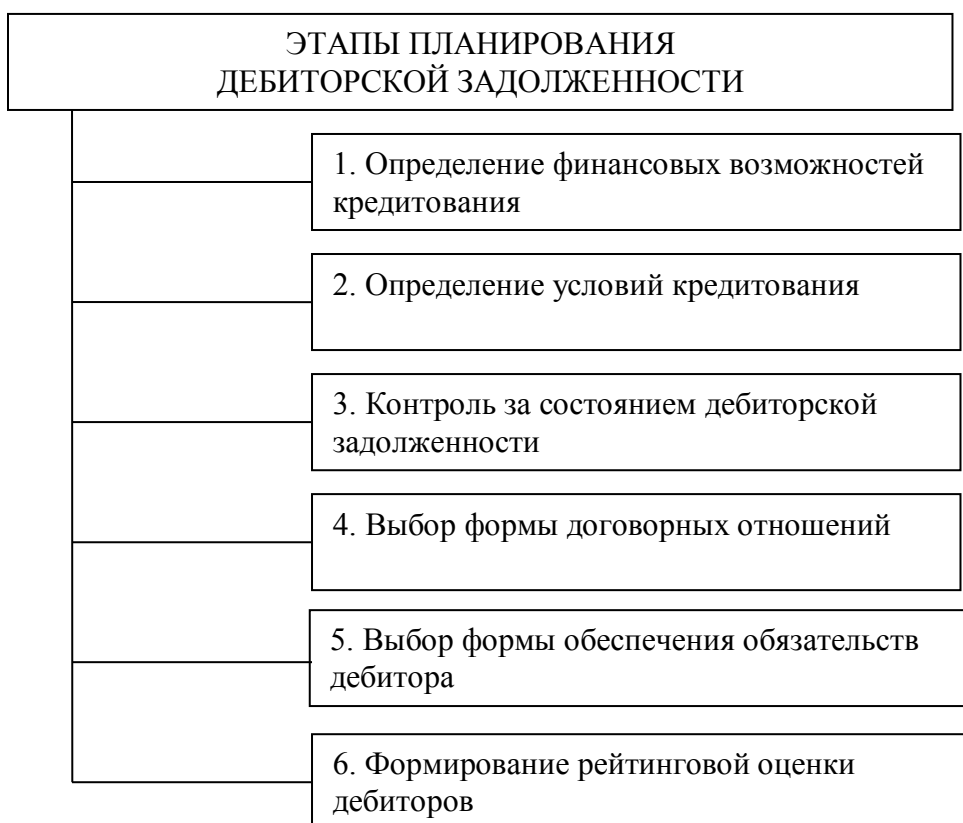 ЭТАПЫ ПЛАНИРОВАНИЯ
ДЕБИТОРСКОЙ ЗАДОЛЖЕННОСТИ
1. Определение финансовых возможностей
кредитования
2. Определение условий кредитования
3. Контроль за состоянием дебиторской
задолженности
4. Выбор формы договорных отношений
5. Выбор формы обеспечения обязательств
дебитора
6. Формирование рейтинговой оценки
дебиторов